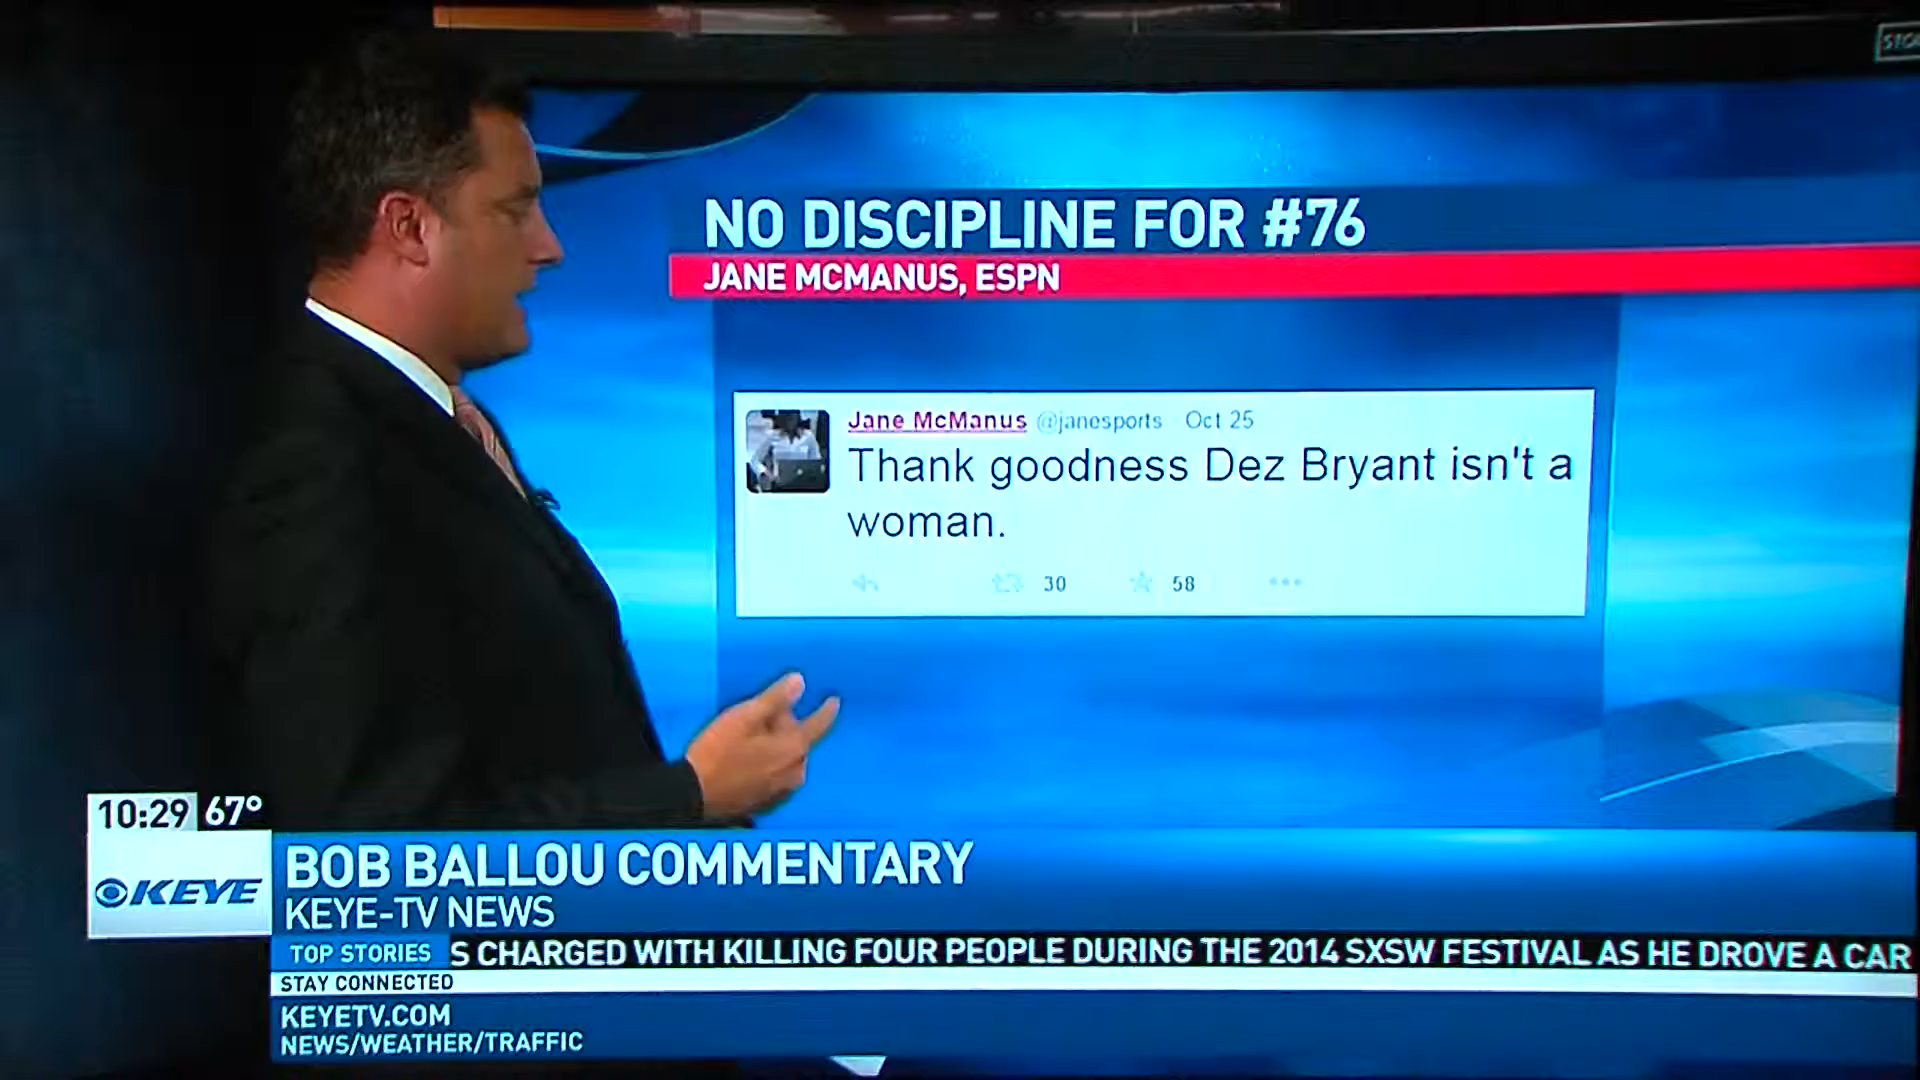 STO
NO DISCIPLINE FOR #76
JANE MCMANUS, ESPN
Jane McManus @janesports Oct 25
Thank goodness Dez Bryant isn't a
woman.
30 58
10:29 67°
KEYE
BOB BALLOU COMMENTARY
KEYE-TV NEWS
TOP STORIES S CHARGED WITH KILLING FOUR PEOPLE DURING THE 2014 SXSW FESTIVAL AS HE DROVE A CAR
STAY CONNECTED
KEYETV.COM
NEWS/WEATHER/TRAFFIC